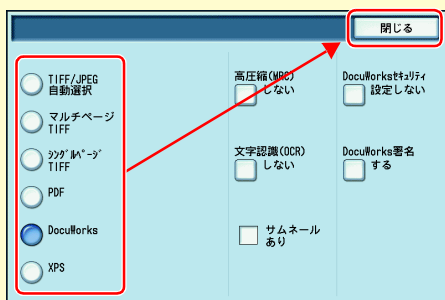 閉じる
TIFF/JPEG
自動選択
マルチページ
TIFF
ｼﾝｸﾞﾙﾍﾟｰｼﾞ
TIFF
PDF
DocuWorks
XPS
高圧縮(MRC)
しない
文字認識(OCR)
しない
サムネール
あり
DocuWorksｾｷｭﾘﾃｨ
設定しない
DocuWorks署名
する